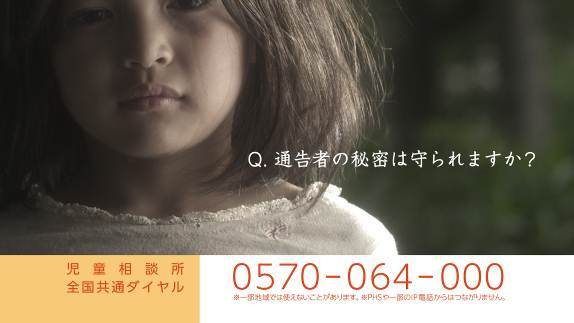 Q. 通告者の秘密は守られますか?
児童相談所
全国共通ダイヤル
0570-064-000
※一部地域では使えないことがあります。※PHSや一部のIP電話からはつながりません。